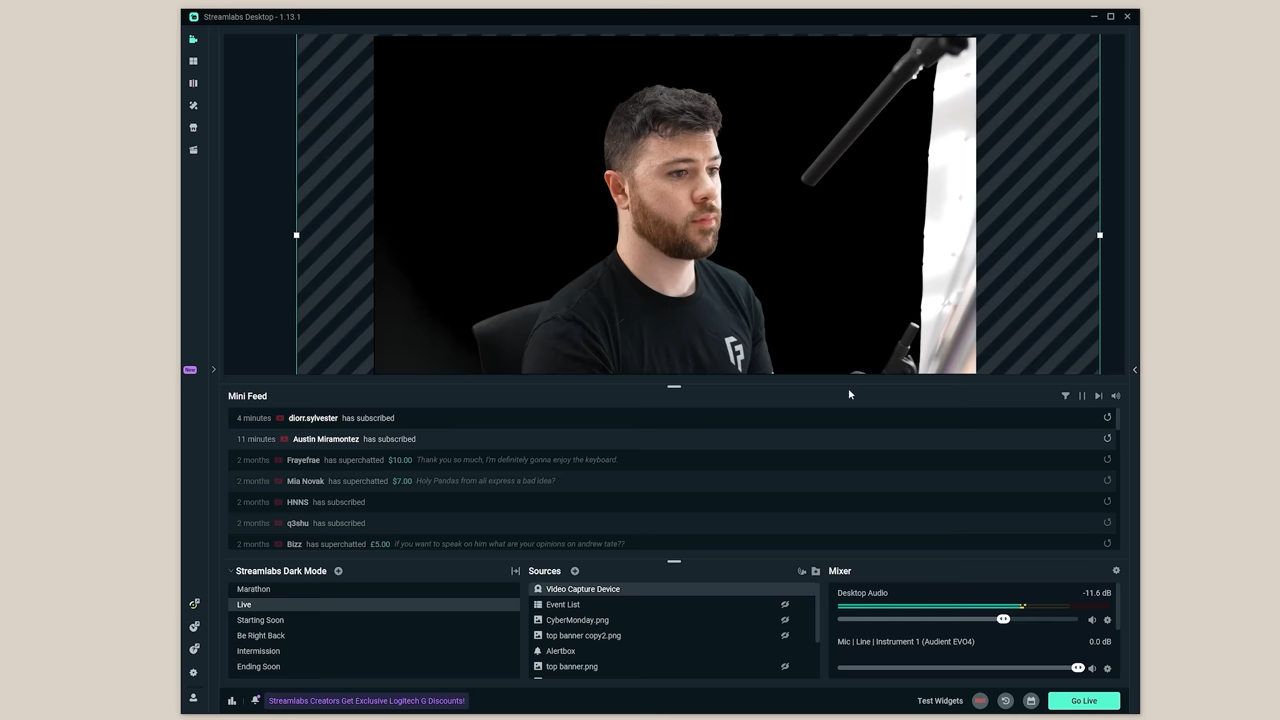 Streamlabs Desktop - 1.13.1
New
Mini Feed
4 minutes diorr.sylvester has subscribed
11 minutes Austin Miramontez has subscribed
2 months Frayefrae has superchatted $10.00 Thank you so much, I'm definitely gonna enjoy the keyboard.
2 months Mia Novak has superchatted $7.00 Holy Pandas from ali express a bad idea?
2 months HNNS has subscribed
2 months q3shu has subscribed
2 months Bizz has superchatted £5.00 if you want to speak on him what are your opinions on andrew tate??
Streamlabs Dark Mode
Marathon
Live
Starting Soon
Be Right Back
Intermission
Ending Soon
Sources
Video Capture Device
Event List
CyberMonday.png
top banner copy2.png
Alertbox
top banner.png
Mixer
Desktop Audio -11.6 dB
Mic | Line | Instrument 1 (Audient EVO4) 0.0 dB
Streamlabs Creators Get Exclusive Logitech G Discounts!
Test Widgets
REC
Go Live